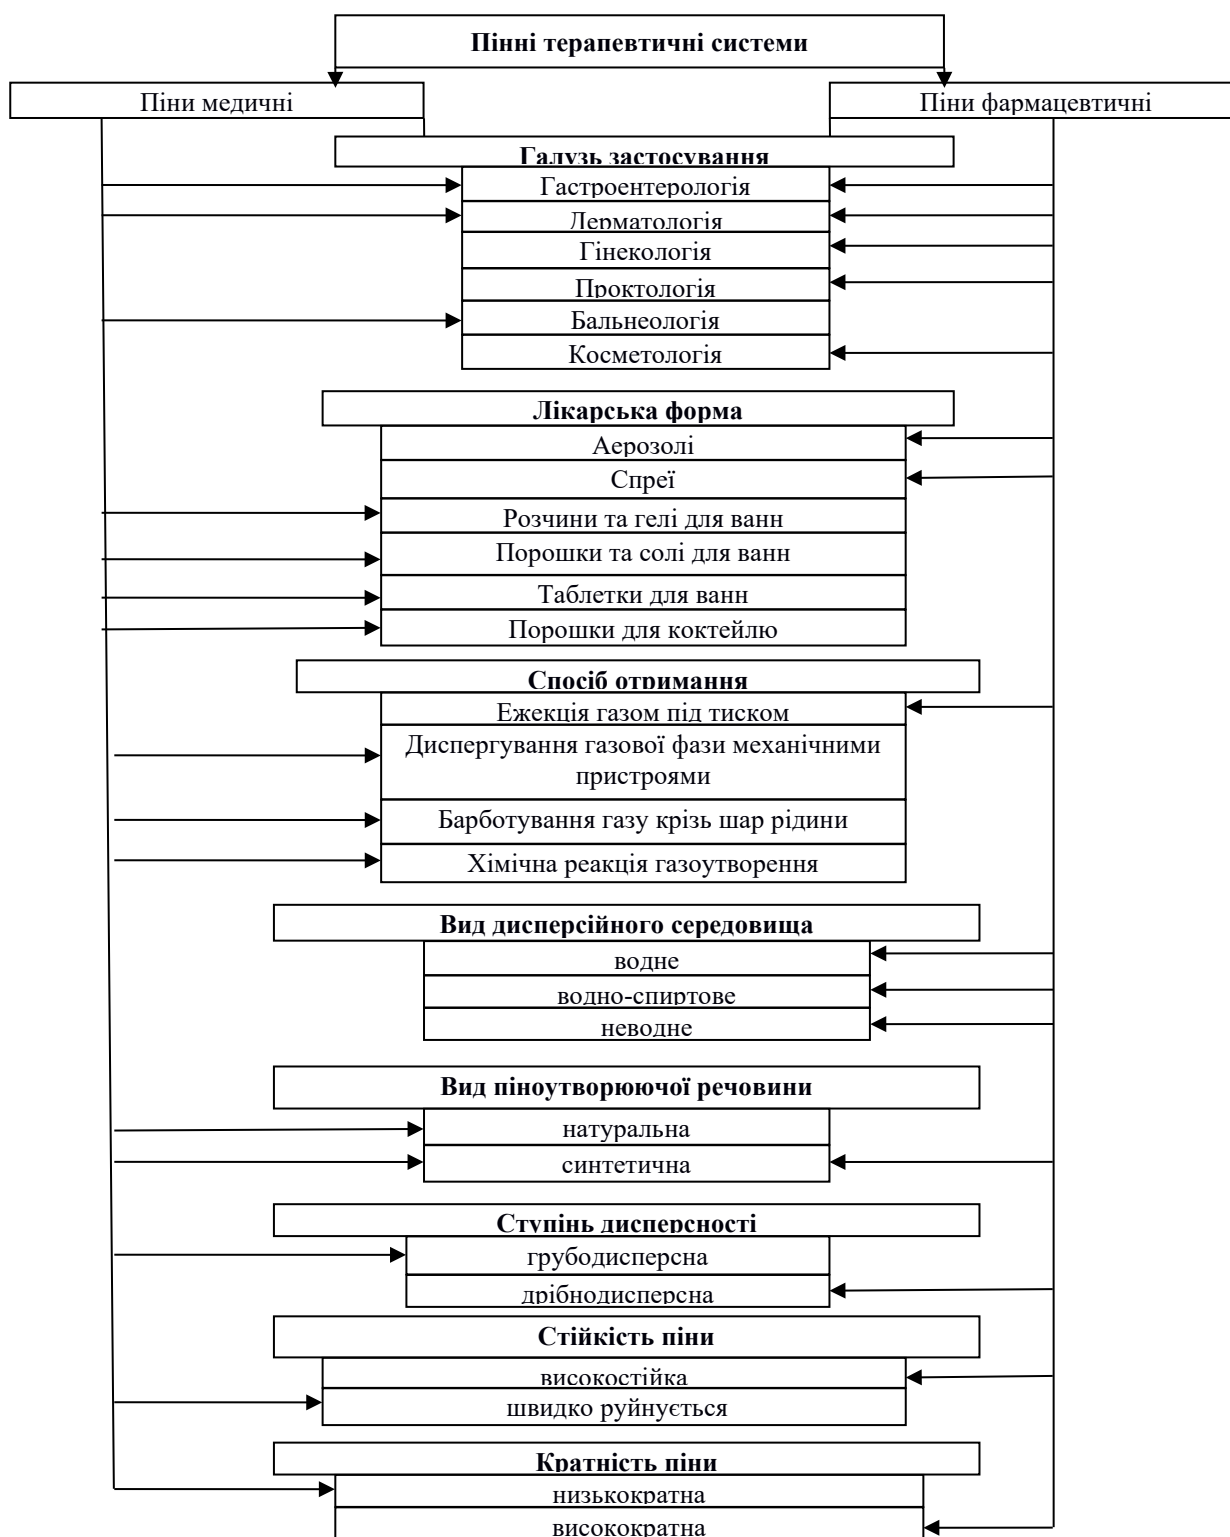 Пінні терапевтичні системи
Піни медичні
Піни фармацевтичні
Галузь застосування
Гастроентерологія
Дерматологія
Гінекологія
Проктологія
Бальнеологія
Косметологія
Лікарська форма
Аерозолі
Спреї
Розчини та гелі для ванн
Порошки та солі для ванн
Таблетки для ванн
Порошки для коктейлю
Спосіб отримання
Ежекція газом під тиском
Диспергування газової фази механічними
пристроями
Барботування газу крізь шар рідини
Хімічна реакція газоутворення
Вид дисперсійного середовища
водне
водно-спиртове
неводне
Вид піноутворюючої речовини
натуральна
синтетична
Ступінь дисперсності
грубодисперсна
дрібнодисперсна
Стійкість піни
високостійка
швидко руйнується
Кратність піни
низькократна
висократна